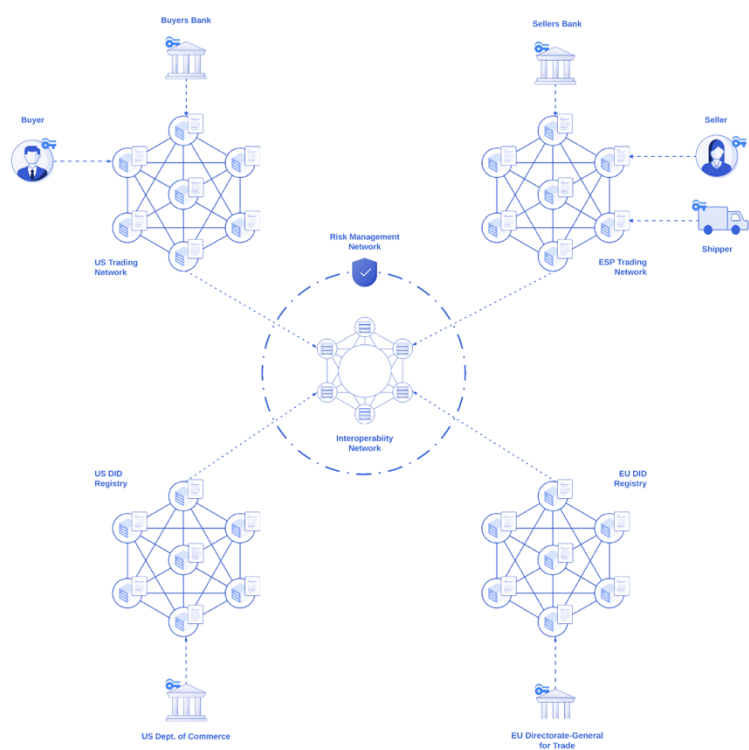 Buyers Bank
Sellers Bank
Buyer
Seller
Risk Management
Network
Shipper
US Trading
Network
ESP Trading
Network
Interoperabiity
Network
US DID
Registry
EU DID
Registry
US Dept. of Commerce
EU Directorate-General
for Trade